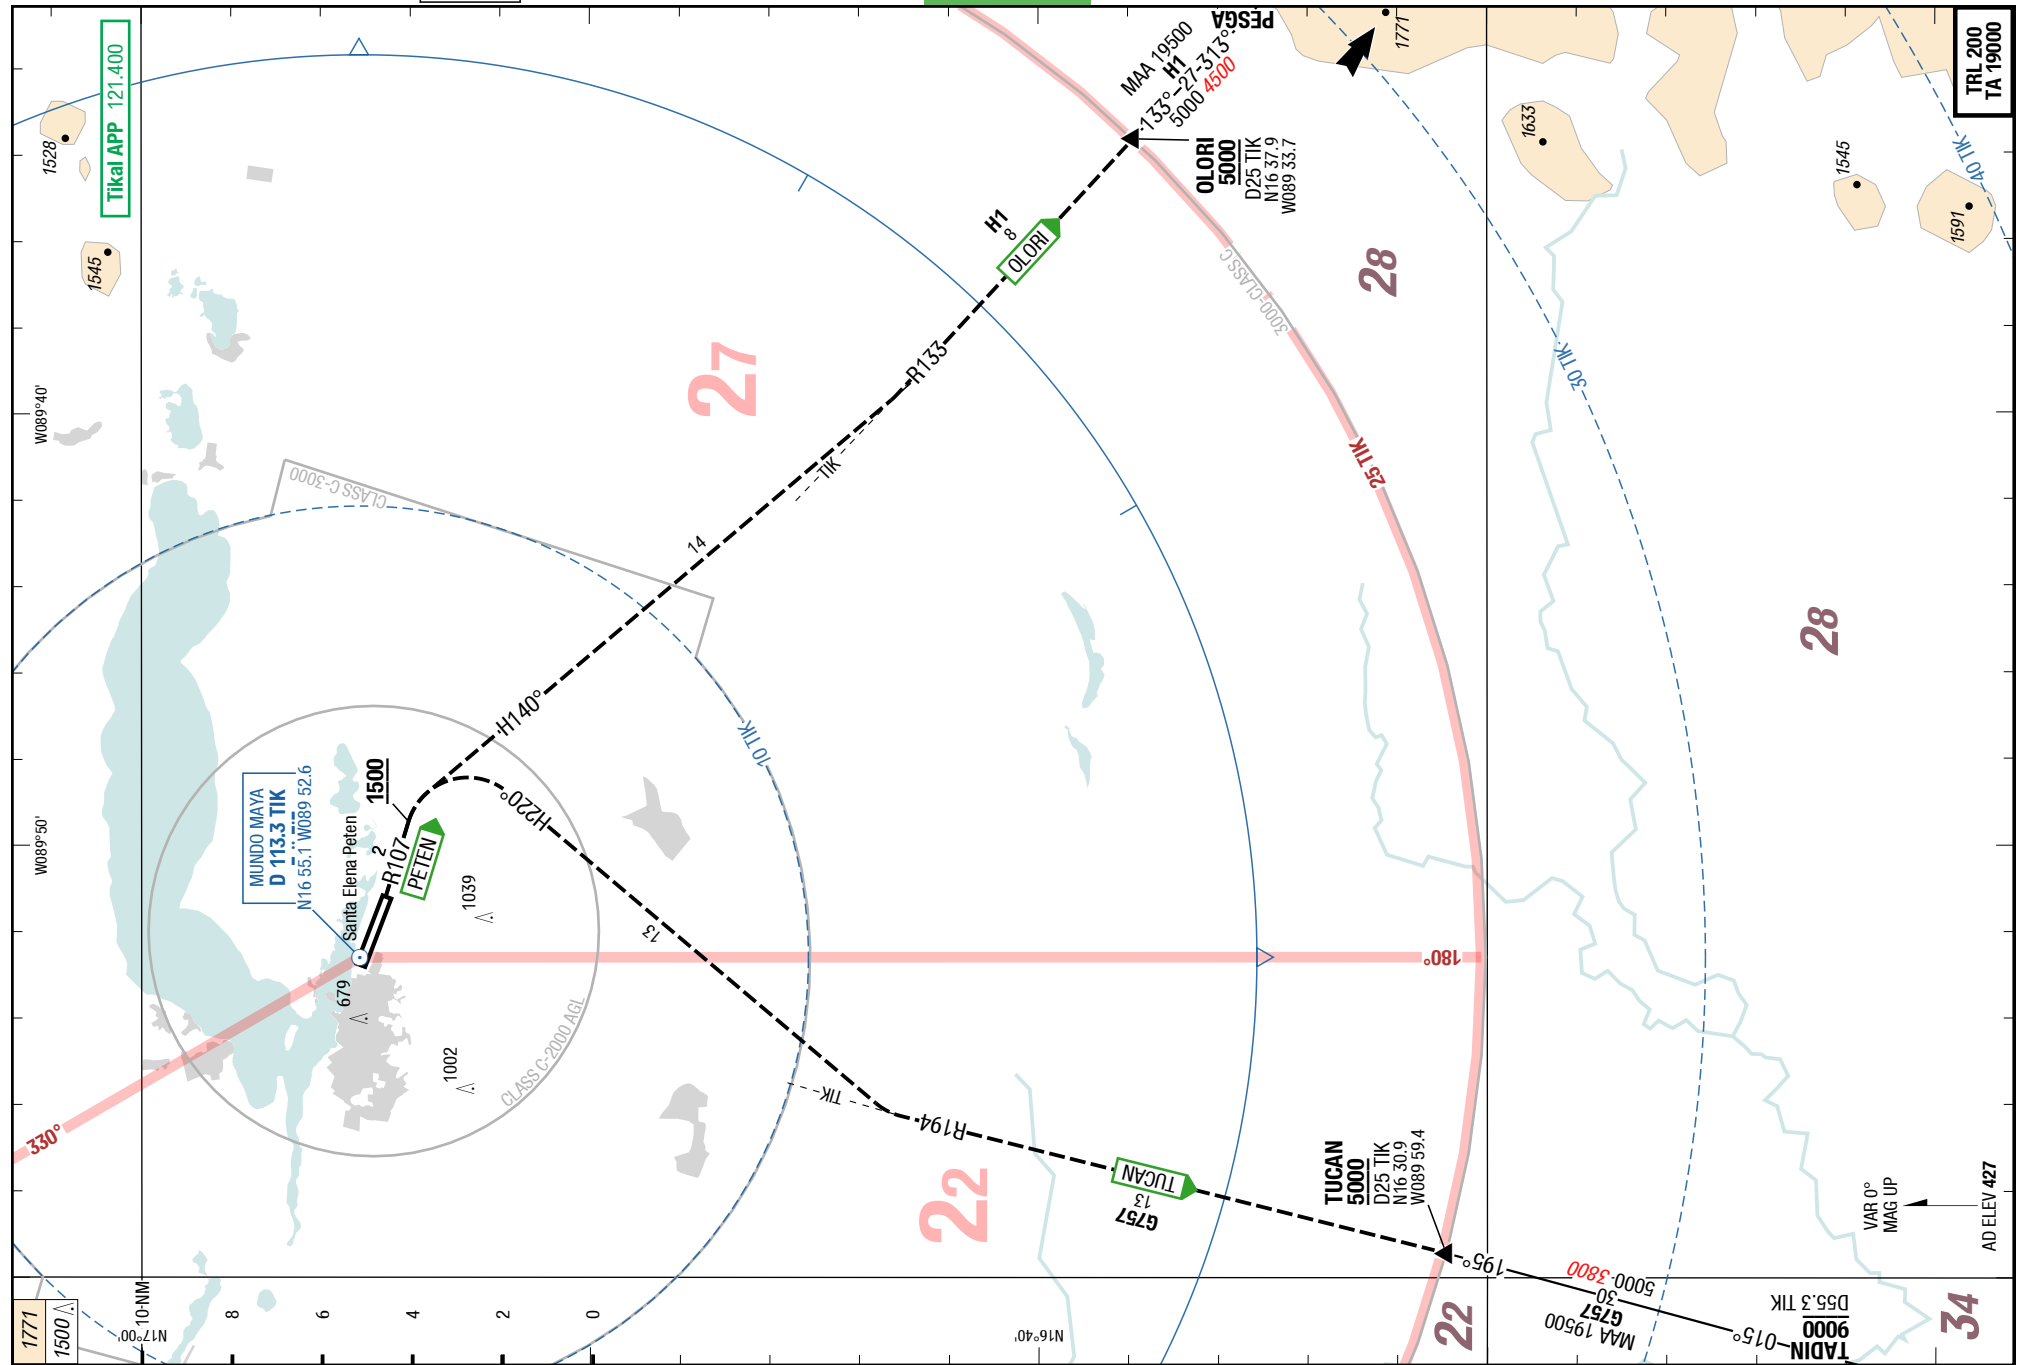 1771
1500
Tikal APP 121.400
TRL 200
TA 19000
1528
1545
W089°40'
W089°50'
N17°00'
10 NM
8
6
4
2
0
N16°40'
MUNDO MAYA
D 113.3 TIK
N16 55.1 W089 52.6
Santa Elena Peten
1500
2
R107
PETEN
679
1039
1002
CLASS C-2000 AGL
CLASS C-3000
3000-CLASS C
10 TIK
25 TIK
30 TIK
40 TIK
330°
180°
H140°
14
TIK
R133
H1
8
OLORI
OLORI
5000
D25 TIK
N16 37.9
W089 33.7
MAA 19500
H1
133°-27-313°
5000 4500
PESGA
1771
1633
1545
1591
27
28
28
22
22
34
H220°
13
TIK
R194
TUCAN
13
G757
TUCAN
5000
D25 TIK
N16 30.9
W089 59.4
195°
5000 3800
30
G757
MAA 19500
015°
D55.3 TIK
9000
TADIN
VAR 0°
MAG UP
AD ELEV 427